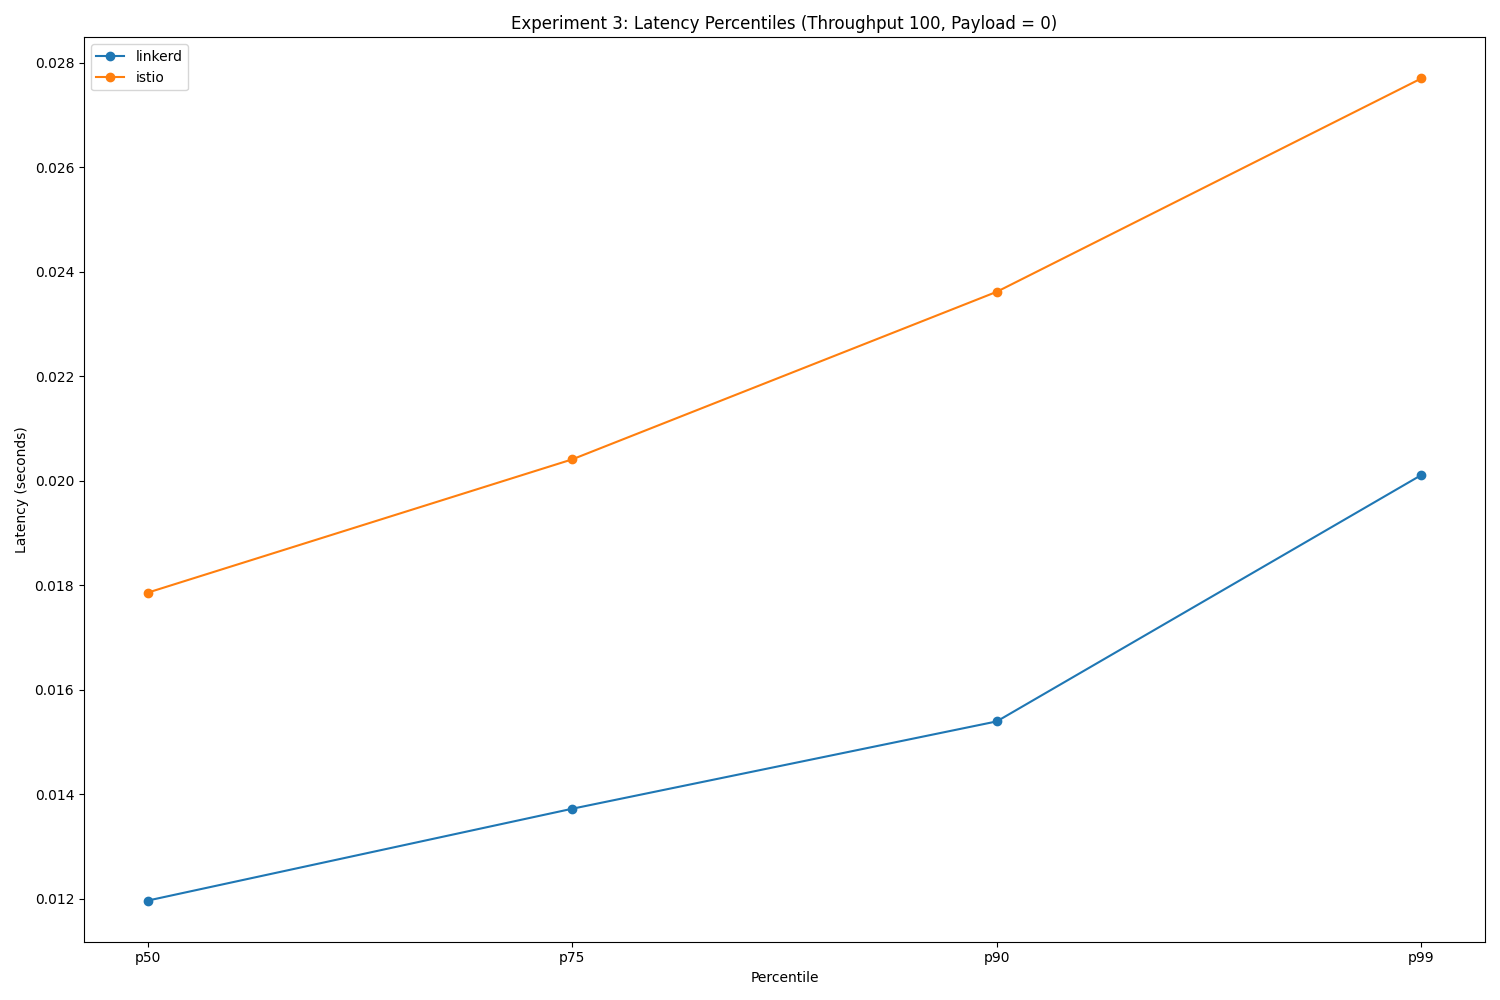 Experiment 3: Latency Percentiles (Throughput 100, Payload = 0)
linkerd
istio
0.028
0.026
0.024
0.022
0.020
0.018
0.016
0.014
0.012
Latency (seconds)
p50
p75
p90
p99
Percentile